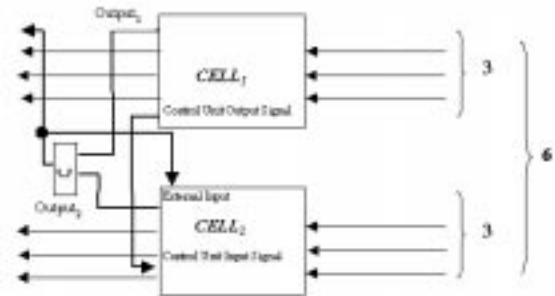 Output₁
CELL₁
Control Unit Output Signal
3
6
External Input
Output₂
CELL₂
3
Control Unit Input Signal